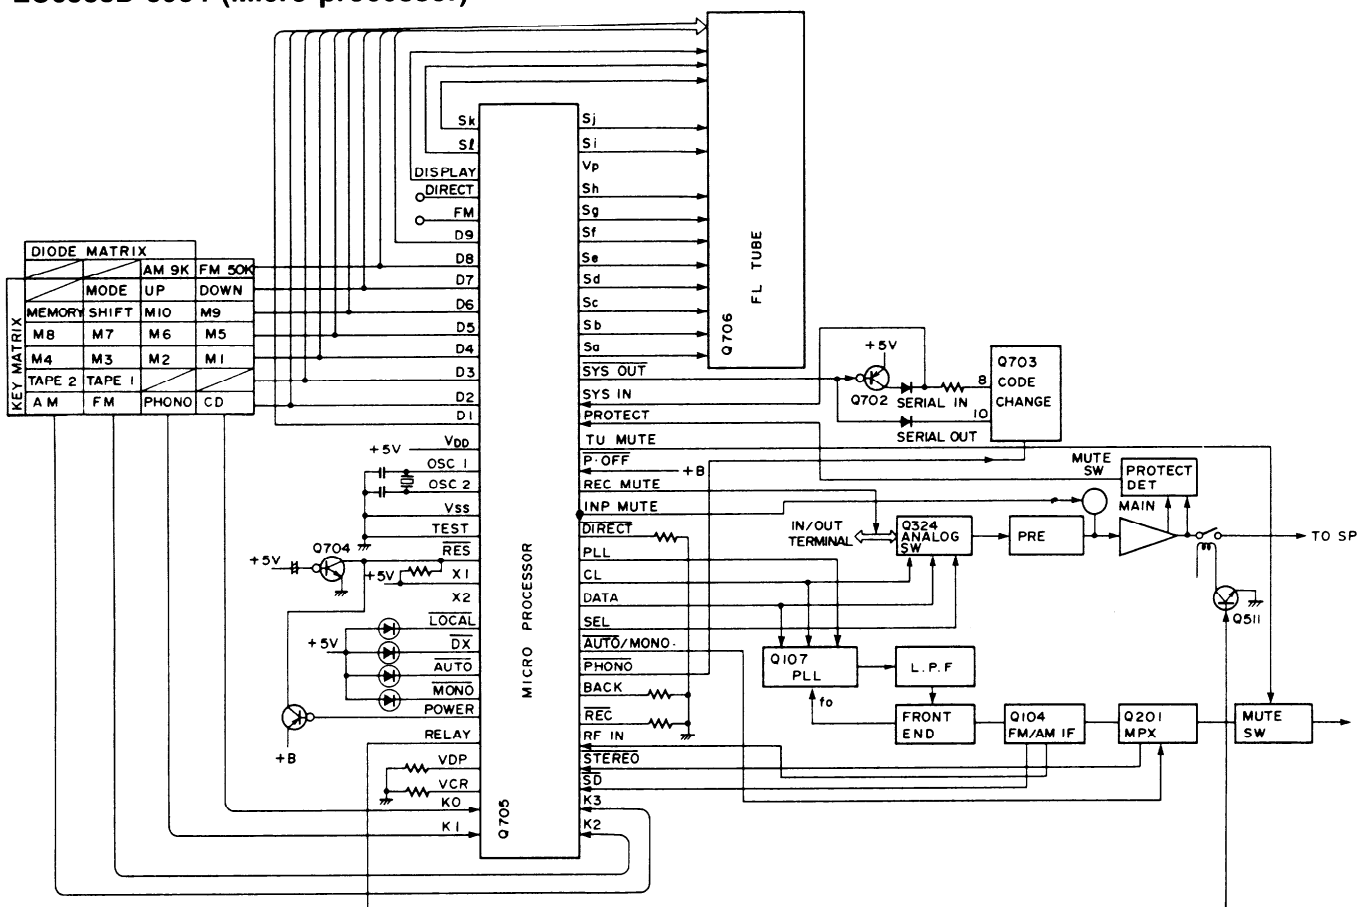 Sk
Sℓ
DISPLAY
DIRECT
FM
D9
D8
D7
D6
D5
D4
D3
D2
D1
VDD
+5V
OSC 1
OSC 2
Vss
TEST
RES
Q704
+5V
+5V
X1
X2
LOCAL
+5V
DX
AUTO
MONO
POWER
+B
RELAY
VDP
VCR
K0
K1
DIODE MATRIX
AM 9K FM 50K
MODE UP DOWN
MEMORY SHIFT M10 M9
M8 M7 M6 M5
M4 M3 M2 M1
TAPE 2 TAPE 1
AM FM PHONO CD
KEY MATRIX
MICRO PROCESSOR
Q705
Sj
Si
Vp
Sh
Sg
Sf
Se
Sd
Sc
Sb
Sa
SYS OUT
SYS IN
PROTECT
TU MUTE
P·OFF
+B
REC MUTE
INP MUTE
DIRECT
PLL
CL
DATA
SEL
AUTO/MONO
PHONO
BACK
REC
RF IN
STEREO
SD
K3
K2
FL TUBE
Q706
+5V
Q702
SERIAL IN
8
10
SERIAL OUT
Q703
CODE
CHANGE
MUTE
SW
PROTECT
DET
MAIN
IN/OUT
TERMINAL
Q324
ANALOG
SW
PRE
TO SP
Q511
Q107
PLL
L.P.F
fo
FRONT
END
Q104
FM/AM IF
Q201
MPX
MUTE
SW